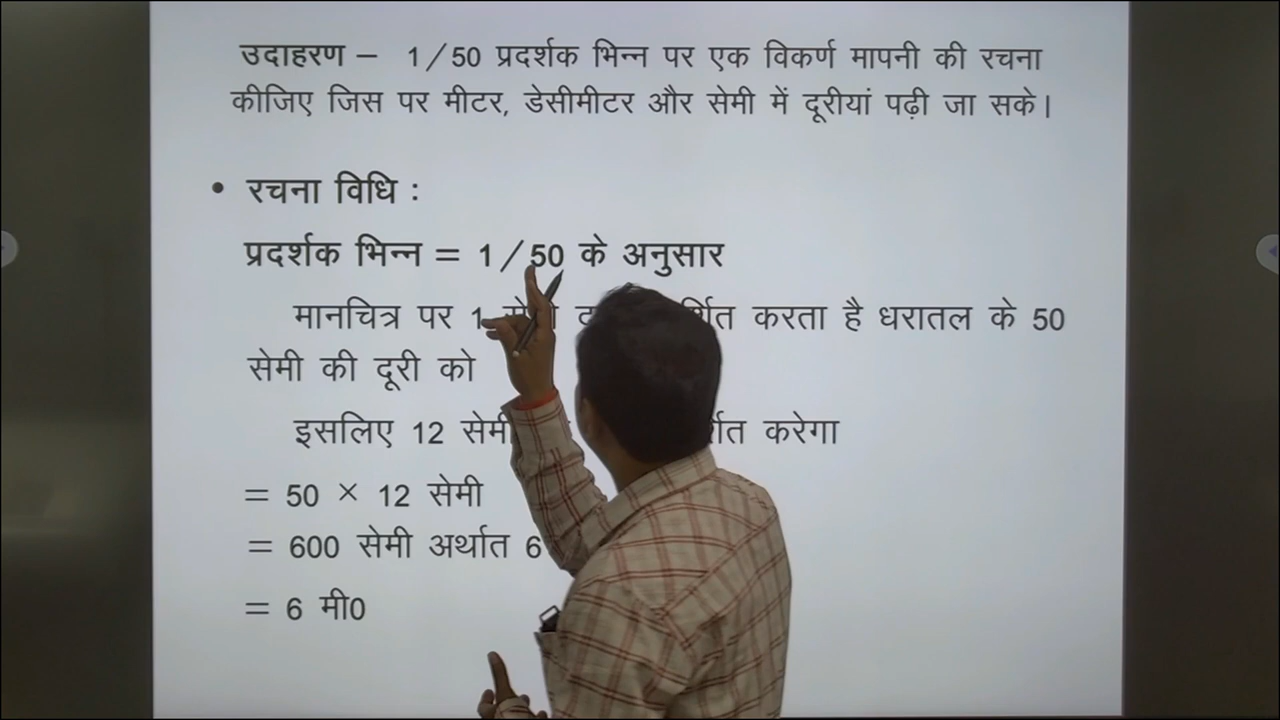 उदाहरण – 1/50 प्रदर्शक भिन्न पर एक विकर्ण मापनी की रचना
कीजिए जिस पर मीटर, डेसीमीटर और सेमी में दूरीयां पढ़ी जा सके।
• रचना विधि :
प्रदर्शक भिन्न = 1/50 के अनुसार
मानचित्र पर 1 करता है धरातल के 50
सेमी की दूरी को
इसलिए 12 सेमी करेगा
= 50 × 12 सेमी
= 600 सेमी अर्थात 6
= 6 मी0